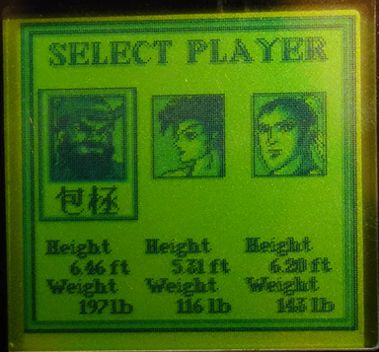 SELECT PLAYER
包拯
Height Height Height
6.46 ft 5.31 ft 6.20 ft
Weight Weight Weight
197 lb 116 lb 143 lb